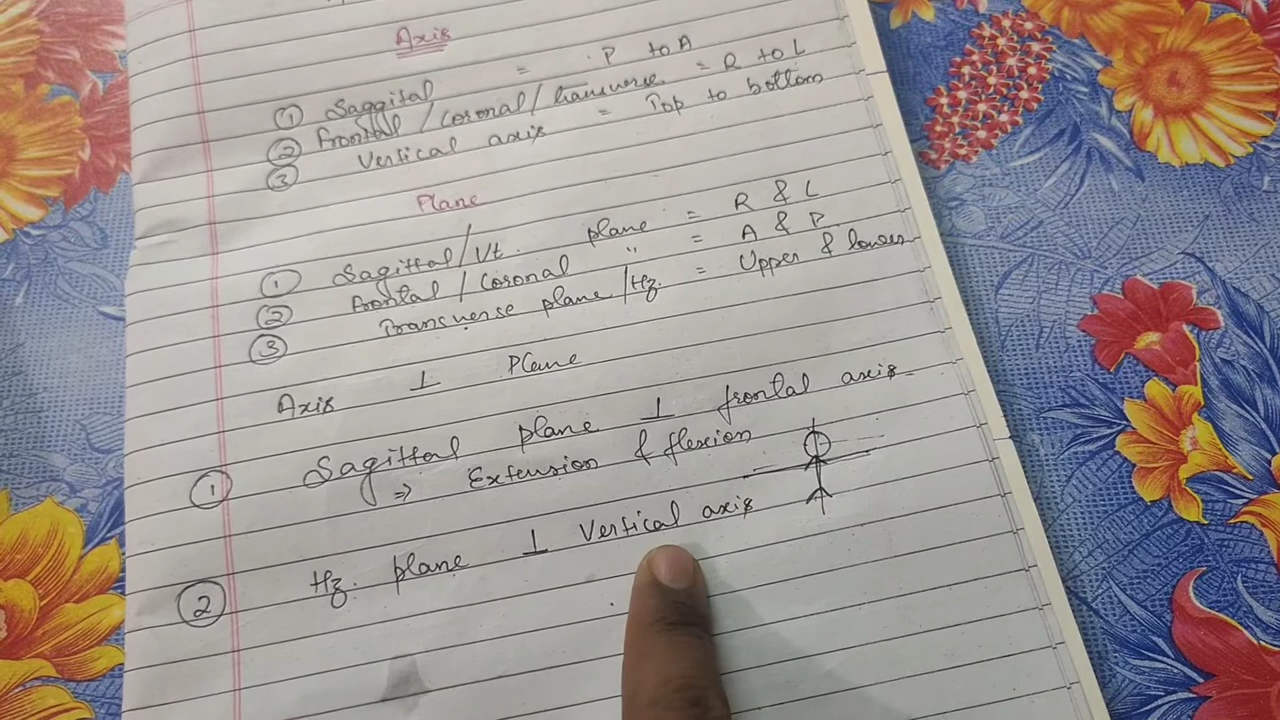 Axis
① Saggital = P to A
② frontal / Coronal / transverse = R to L
③ Vertical axis = Top to bottom
Plane
① Sagittal / Vt. plane = R & L
② frontal / Coronal " = A & P
③ Transverse plane / Hz. = Upper & lower
Axis ⊥ Plane
① Sagittal plane ⊥ frontal axis
⇒ Extension & flexion
② Hz. plane ⊥ Vertical axis